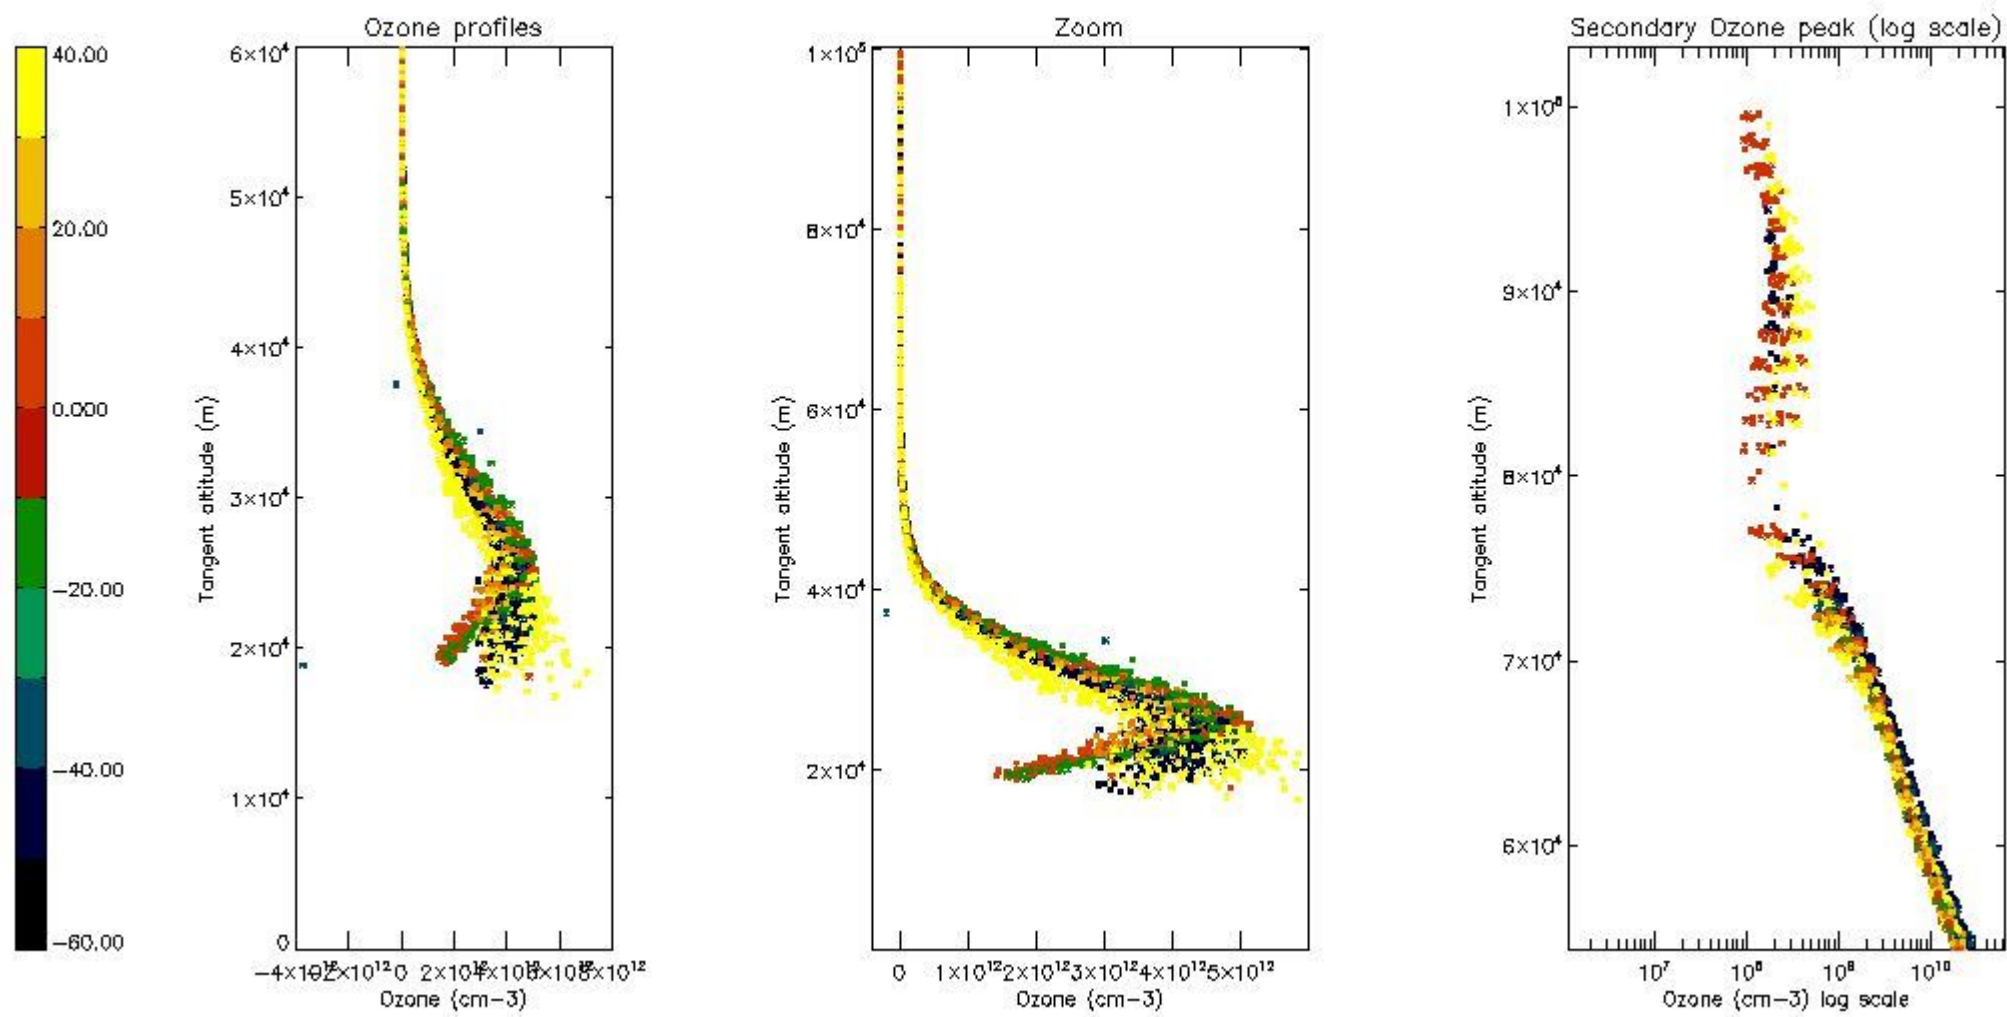 Ozone profiles
Zoom
Secondary Ozone peak (log scale)
40.00
20.00
0.000
−20.00
−40.00
−60.00
6×10⁴
5×10⁴
4×10⁴
3×10⁴
2×10⁴
1×10⁴
0
Tangent altitude (m)
0
Ozone (cm−3)
1×10⁵
8×10⁴
6×10⁴
4×10⁴
2×10⁴
Tangent altitude (m)
0 1×10¹² 2×10¹² 3×10¹² 4×10¹² 5×10¹²
Ozone (cm−3)
9×10⁴
8×10⁴
7×10⁴
6×10⁴
Tangent altitude (m)
10⁷ 10⁸ 10⁹ 10¹⁰
Ozone (cm−3) log scale